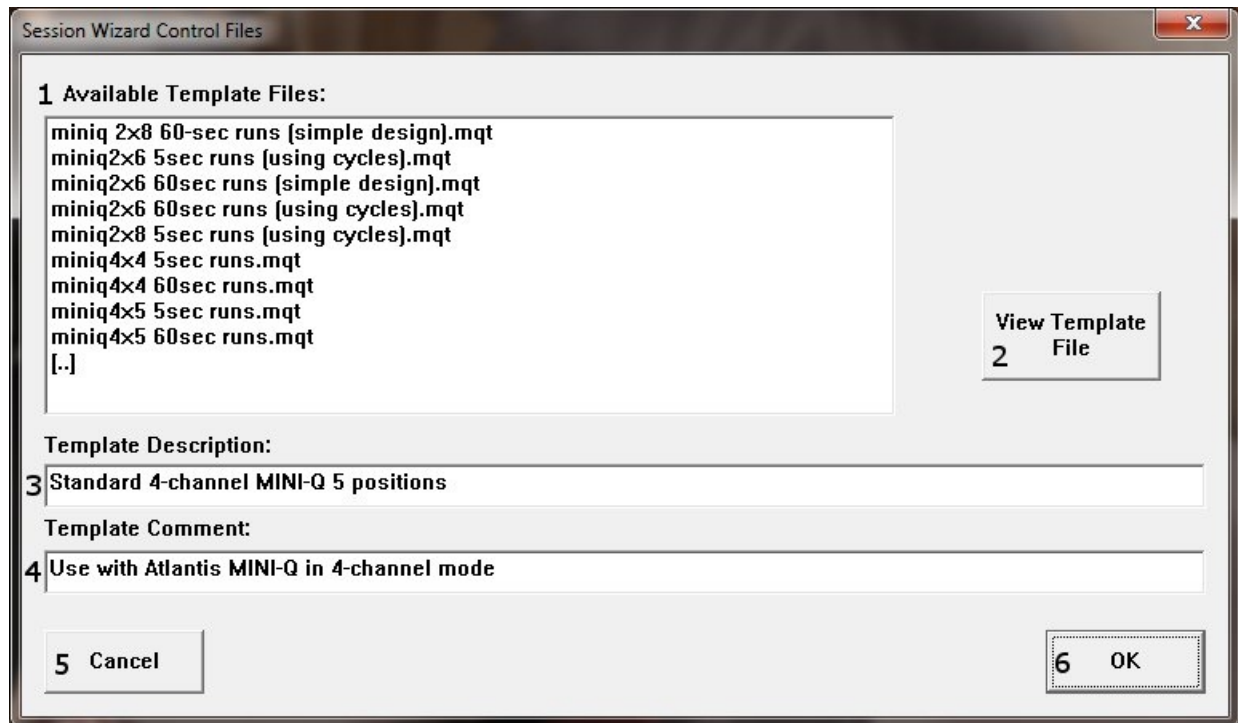 Session Wizard Control Files
X
1 Available Template Files:
miniq 2x8 60-sec runs (simple design).mqt
miniq2x6 5sec runs (using cycles).mqt
miniq2x6 60sec runs (simple design).mqt
miniq2x6 60sec runs (using cycles).mqt
miniq2x8 5sec runs (using cycles).mqt
miniq4x4 5sec runs.mqt
miniq4x4 60sec runs.mqt
miniq4x5 5sec runs.mqt
miniq4x5 60sec runs.mqt
[..]
View Template
2 File
Template Description:
3 Standard 4-channel MINI-Q 5 positions
Template Comment:
4 Use with Atlantis MINI-Q in 4-channel mode
5 Cancel
6 OK